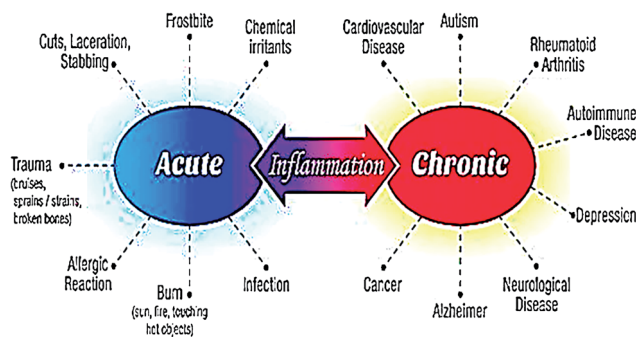 Frostbite
Chemical
irritants
Cuts, Laceration,
Stabbing
Trauma
(bruises,
sprains / strains,
broken bones)
Allergic
Reaction
Burn
(sun, fire, touching
hot objects)
Infection
Acute
Inflammation
Chronic
Cardiovascular
Disease
Autism
Rheumatoid
Arthritis
Autoimmune
Disease
Depression
Neurological
Disease
Alzheimer
Cancer